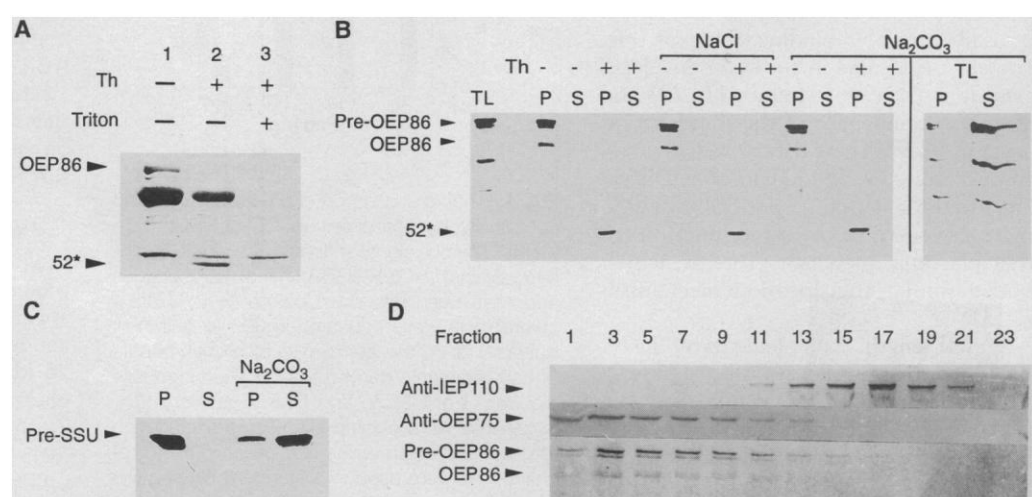 A
1 2 3
Th – + +
Triton – – +
OEP86
52*
B
NaCl Na2CO3
Th - - + + + + - - + + TL
TL P S P S P S P S P S P S P S
Pre-OEP86
OEP86
52*
C
Na2CO3
P S P S
Pre-SSU
D
Fraction 1 3 5 7 9 11 13 15 17 19 21 23
Anti-IEP110
Anti-OEP75
Pre-OEP86
OEP86